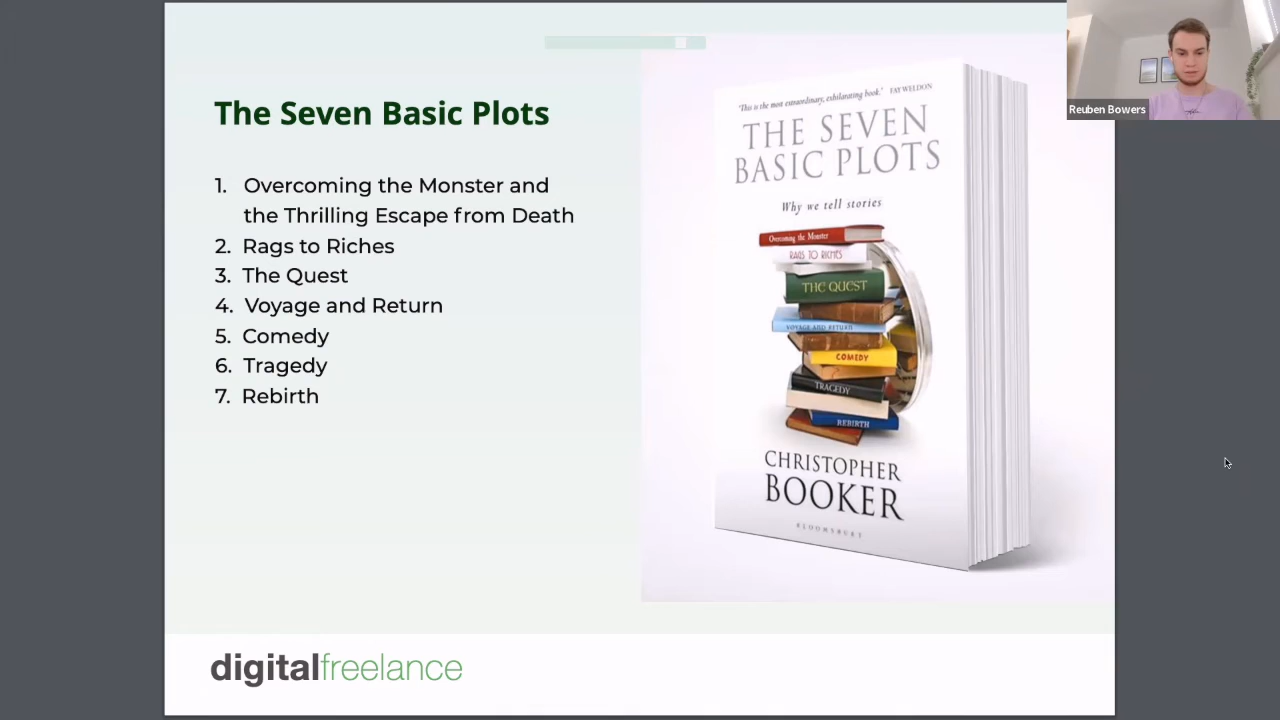 The Seven Basic Plots
1. Overcoming the Monster and
the Thrilling Escape from Death
2. Rags to Riches
3. The Quest
4. Voyage and Return
5. Comedy
6. Tragedy
7. Rebirth
'This is the most extraordinary, exhilarating book.' FAY WELDON
THE SEVEN
BASIC PLOTS
Why we tell stories
Overcoming the Monster
RAGS TO RICHES
THE QUEST
VOYAGE AND RETURN
COMEDY
TRAGEDY
REBIRTH
CHRISTOPHER
BOOKER
BLOOMSBURY
digitalfreelance
Reuben Bowers